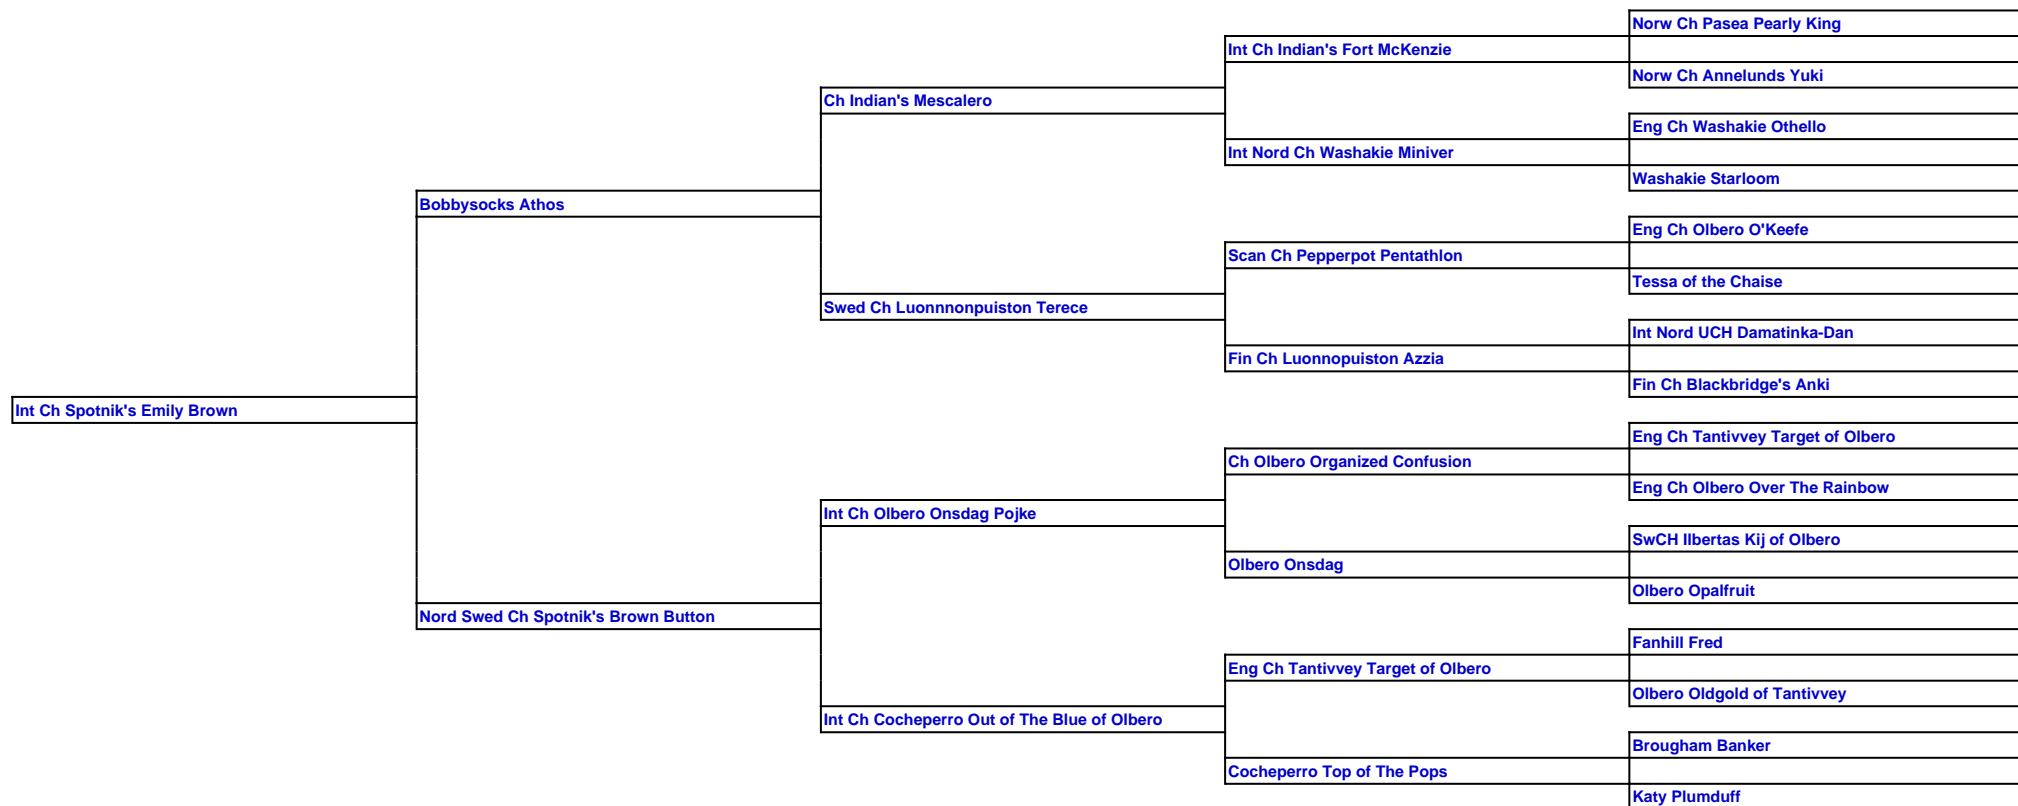 Norw Ch Pasea Pearly King
Int Ch Indian's Fort McKenzie
Norw Ch Annelunds Yuki
Ch Indian's Mescalero
Eng Ch Washakie Othello
Int Nord Ch Washakie Miniver
Washakie Starloom
Bobbysocks Athos
Eng Ch Olbero O'Keefe
Scan Ch Pepperpot Pentathlon
Tessa of the Chaise
Swed Ch Luonnnonpuiston Terece
Int Nord UCH Damatinka-Dan
Fin Ch Luonnopuiston Azzia
Fin Ch Blackbridge's Anki
Int Ch Spotnik's Emily Brown
Eng Ch Tantivvey Target of Olbero
Ch Olbero Organized Confusion
Eng Ch Olbero Over The Rainbow
Int Ch Olbero Onsdag Pojke
SwCH Ilbertas Kij of Olbero
Olbero Onsdag
Olbero Opalfruit
Nord Swed Ch Spotnik's Brown Button
Fanhill Fred
Eng Ch Tantivvey Target of Olbero
Olbero Oldgold of Tantivvey
Int Ch Cocheperro Out of The Blue of Olbero
Brougham Banker
Cocheperro Top of The Pops
Katy Plumduff